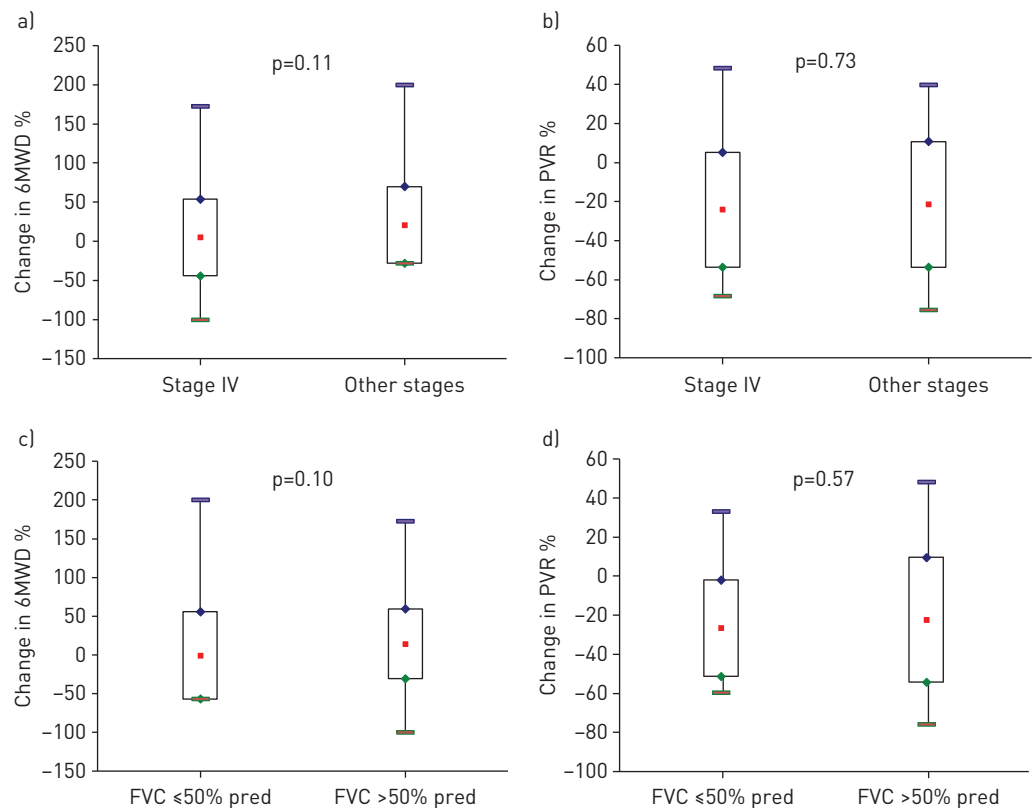 a)
250
200
150
100
50
0
–50
–100
–150
Change in 6MWD %
p=0.11
Stage IV Other stages
b)
60
40
20
0
–20
–40
–60
–80
–100
Change in PVR %
p=0.73
Stage IV Other stages
c)
250
200
150
100
50
0
–50
–100
–150
Change in 6MWD %
p=0.10
FVC ⩽50% pred FVC >50% pred
d)
60
40
20
0
–20
–40
–60
–80
–100
Change in PVR %
p=0.57
FVC ⩽50% pred FVC >50% pred